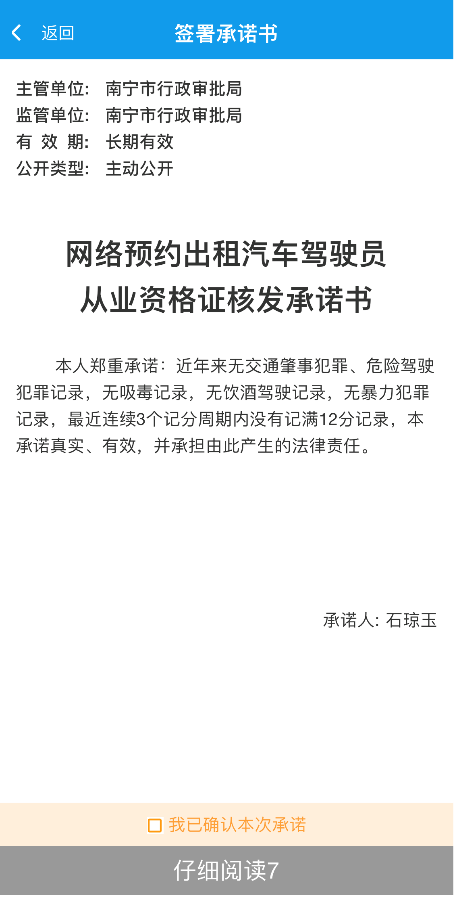 返回
签署承诺书
主管单位: 南宁市行政审批局
监管单位: 南宁市行政审批局
有 效 期: 长期有效
公开类型: 主动公开
网络预约出租汽车驾驶员
从业资格证核发承诺书
本人郑重承诺：近年来无交通肇事犯罪、危险驾驶
犯罪记录，无吸毒记录，无饮酒驾驶记录，无暴力犯罪
记录，最近连续3个记分周期内没有记满12分记录，本
承诺真实、有效，并承担由此产生的法律责任。
承诺人: 石琼玉
我已确认本次承诺
仔细阅读7